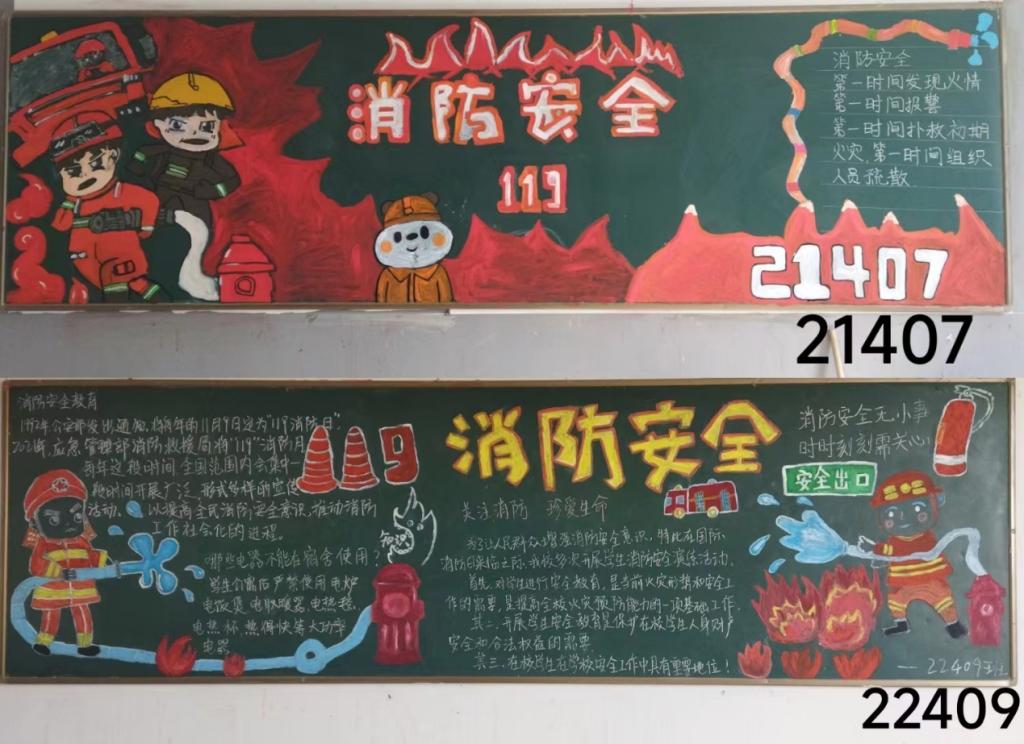 消防安全
119
消防安全
第一时间发现火情
第一时间报警
第一时间扑救初期
火灾,第一时间组织
人员疏散
21407
21407
消防安全教育
1992年公安部发出通知,将每年的11月9日定为“119消防日”
应急管理部消防救援局将“119”消防月
每年这段时间全国范围内会集中一
段时间开展广泛、形式多样的宣传
活动。以提高全民消防安全意识,推动消防
工作社会化的进程。
哪些电器不能在宿舍使用?
学生宿舍严禁使用电炉
电饭煲 电取暖器 电热毯、
电热杯、热得快等大功率
电器
119
知识
消防安全
关注消防 珍爱生命
为了让人民群众增强消防安全意识,特此在国际
消防日来临之际,我校多次开展学生消防安全演练活动。
首先,对学生进行安全教育,是当前火灾形势和安全工
作的需要,是提高全校火灾预防能力的一项基础工作
其二、开展学生安全教育是保护在校学生人身财产
安全和合法权益的需要
其三、在校学生在学校安全工作中具有重要地位!
消防安全无小事
时时刻刻需关心
安全出口
—22409班
22409